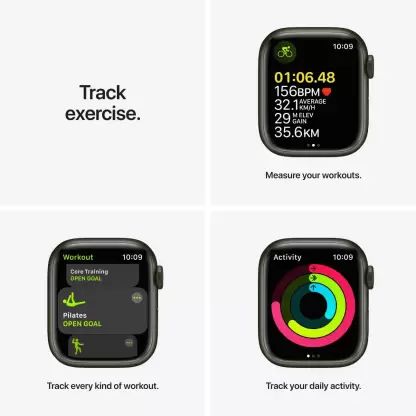 Track
exercise.
10:09
01:06.48
156BPM
32.1 AVERAGE KM/H
29M ELEV GAIN
35.6KM
Measure your workouts.
Workout 10:09
Core Training
OPEN GOAL
Pilates
OPEN GOAL
Track every kind of workout.
Activity 10:09
Track your daily activity.